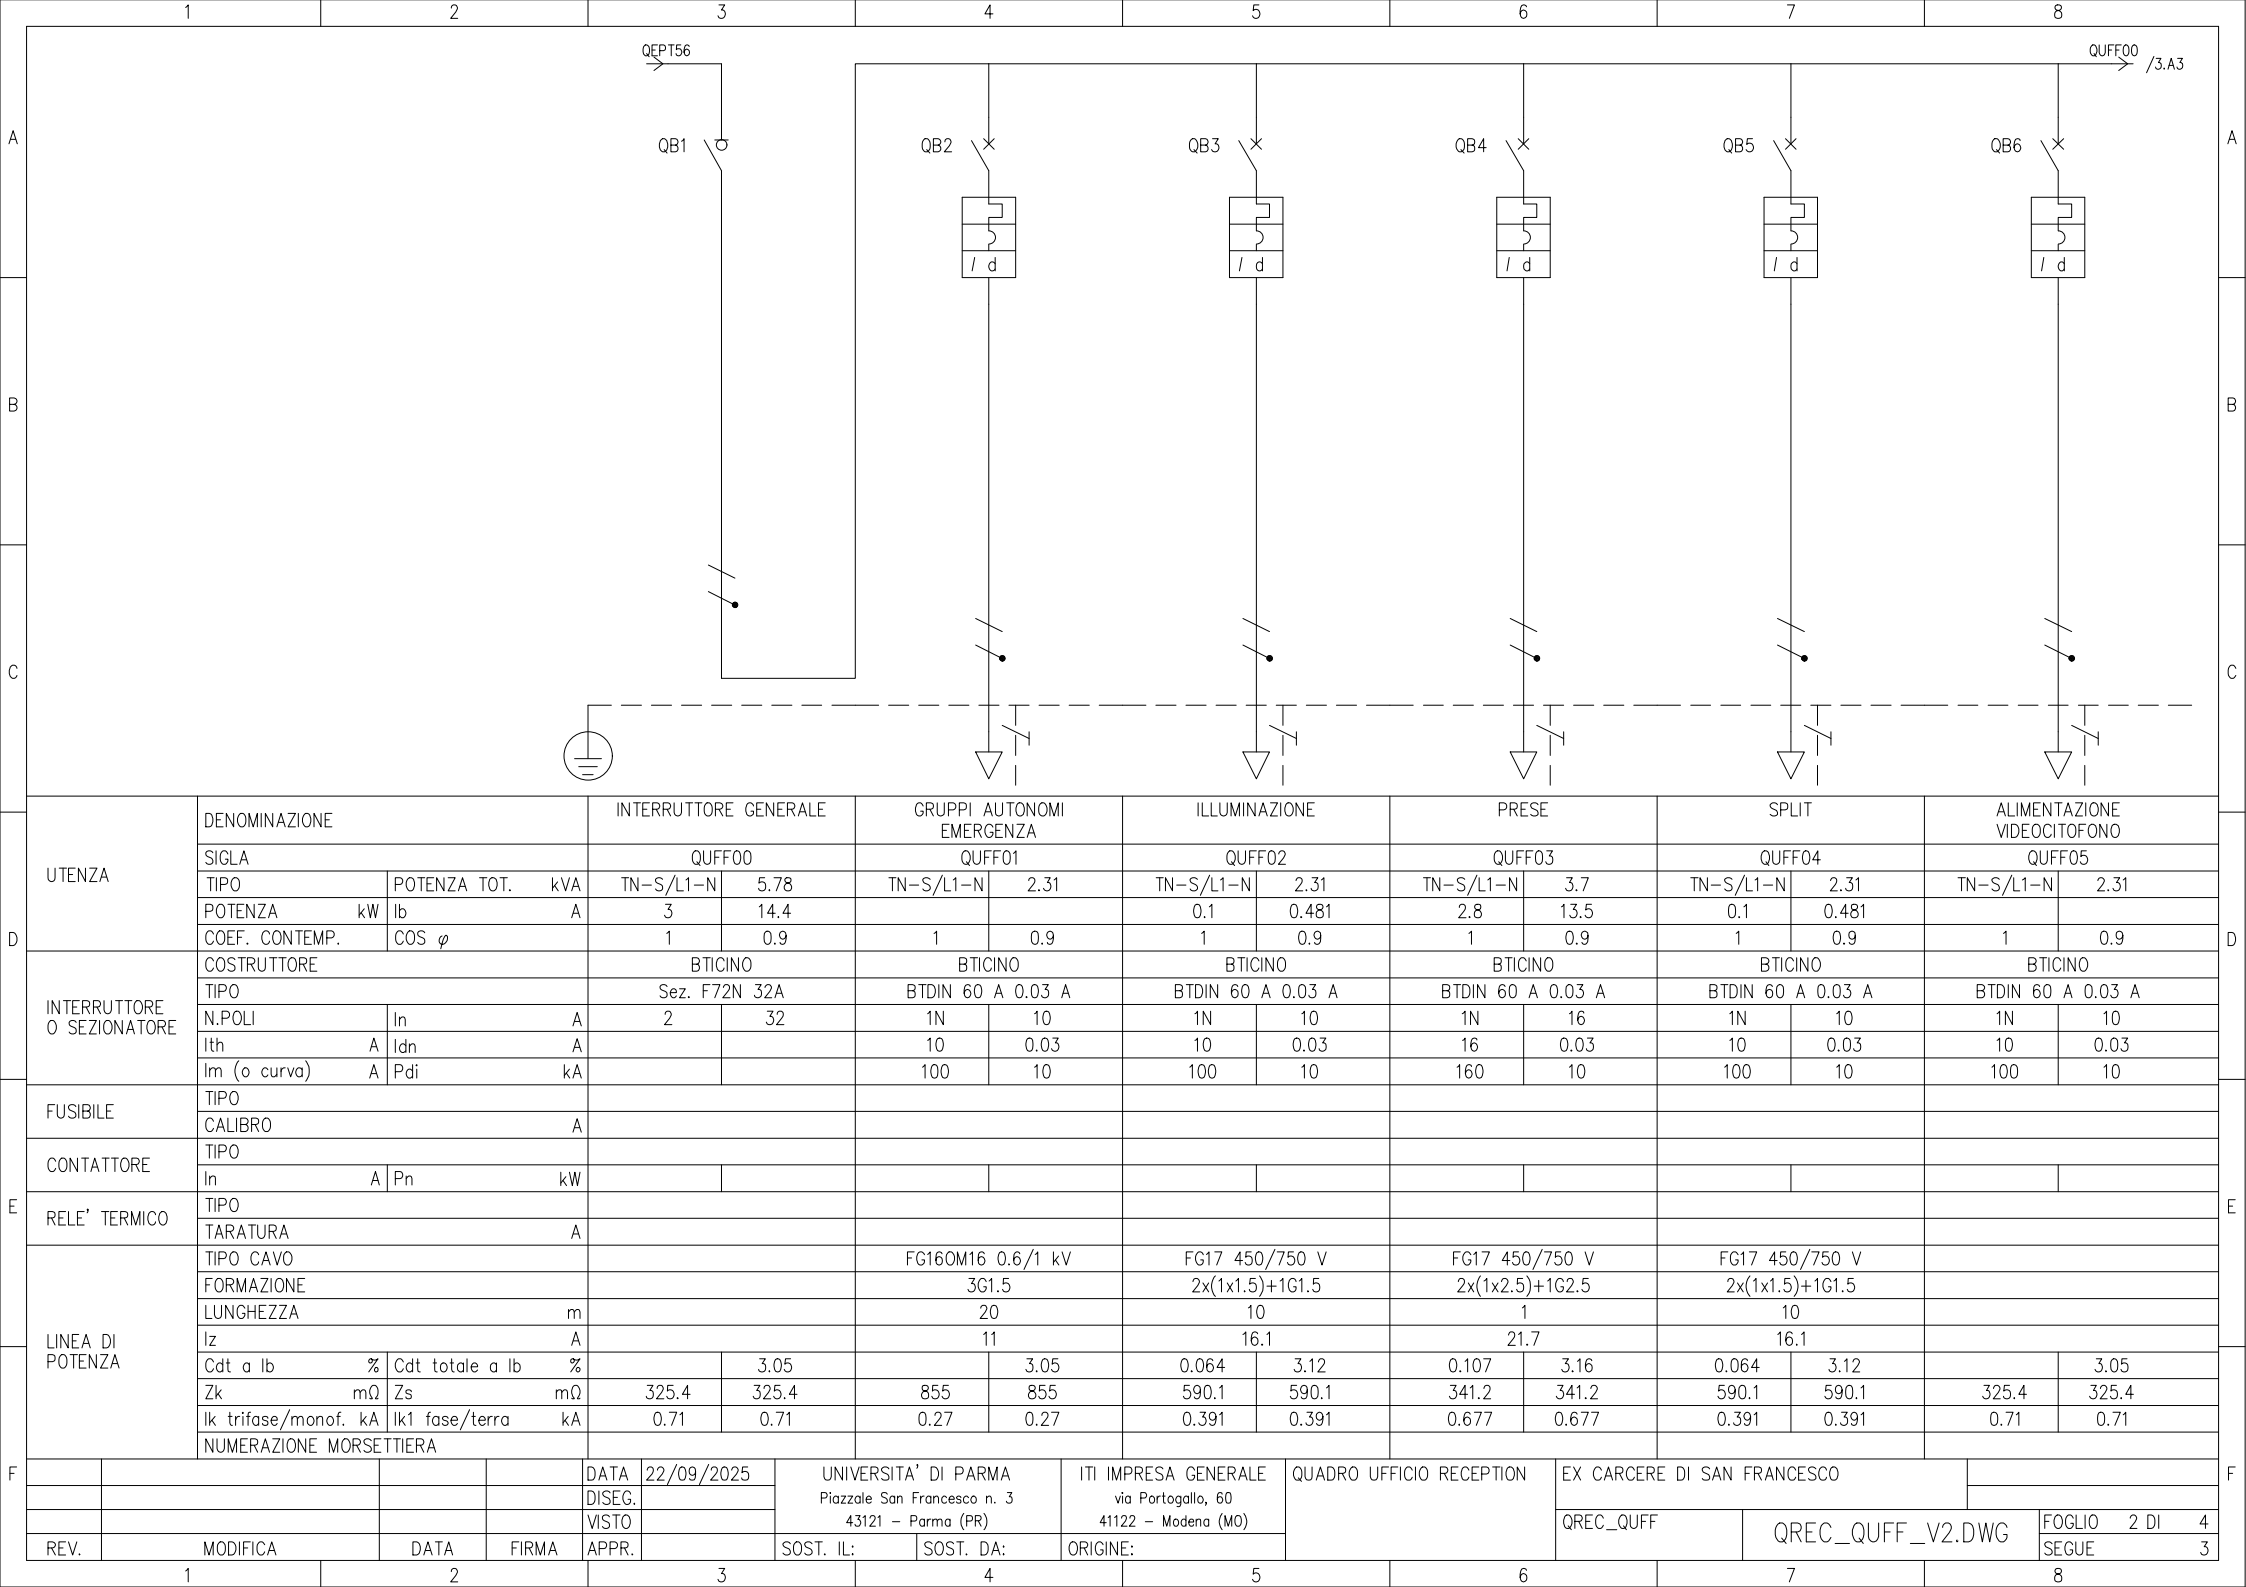 1 2 3 4 5 6 7 8
QEPT56 QUFF00
/3.A3
A QB1 QB2 QB3 QB4 QB5 QB6 A
I d I d I d I d I d
B B
C C
DENOMINAZIONE INTERRUTTORE GENERALE GRUPPI AUTONOMI ILLUMINAZIONE PRESE SPLIT ALIMENTAZIONE
EMERGENZA VIDEOCITOFONO
UTENZA
SIGLA QUFF00 QUFF01 QUFF02 QUFF03 QUFF04 QUFF05
TIPO POTENZA TOT. kVA TN-S/L1-N 5.78 TN-S/L1-N 2.31 TN-S/L1-N 2.31 TN-S/L1-N 3.7 TN-S/L1-N 2.31 TN-S/L1-N 2.31
POTENZA kW Ib A 3 14.4 0.1 0.481 2.8 13.5 0.1 0.481
D COEF. CONTEMP. COS φ 1 0.9 1 0.9 1 0.9 1 0.9 1 0.9 1 0.9 D
INTERRUTTORE
O SEZIONATORE
COSTRUTTORE BTICINO BTICINO BTICINO BTICINO BTICINO BTICINO
TIPO Sez. F72N 32A BTDIN 60 A 0.03 A BTDIN 60 A 0.03 A BTDIN 60 A 0.03 A BTDIN 60 A 0.03 A BTDIN 60 A 0.03 A
N.POLI In A 2 32 1N 10 1N 10 1N 16 1N 10 1N 10
Ith A Idn A 10 0.03 10 0.03 16 0.03 10 0.03 10 0.03
Im (o curva) A Pdi kA 100 10 100 10 160 10 100 10 100 10
FUSIBILE
TIPO
CALIBRO A
CONTATTORE
TIPO
In A Pn kW
E RELE' TERMICO E
TIPO
TARATURA A
LINEA DI
POTENZA
TIPO CAVO FG16OM16 0.6/1 kV FG17 450/750 V FG17 450/750 V FG17 450/750 V
FORMAZIONE 3G1.5 2x(1x1.5)+1G1.5 2x(1x2.5)+1G2.5 2x(1x1.5)+1G1.5
LUNGHEZZA m 20 10 1 10
Iz A 11 16.1 21.7 16.1
Cdt a Ib % Cdt totale a Ib % 3.05 3.05 0.064 3.12 0.107 3.16 0.064 3.12 3.05
Zk mΩ Zs mΩ 325.4 325.4 855 855 590.1 590.1 341.2 341.2 590.1 590.1 325.4 325.4
Ik trifase/monof. kA Ik1 fase/terra kA 0.71 0.71 0.27 0.27 0.391 0.391 0.677 0.677 0.391 0.391 0.71 0.71
NUMERAZIONE MORSETTIERA
F DATA 22/09/2025 UNIVERSITA' DI PARMA ITI IMPRESA GENERALE QUADRO UFFICIO RECEPTION EX CARCERE DI SAN FRANCESCO F
DISEG. Piazzale San Francesco n. 3 via Portogallo, 60
VISTO 43121 - Parma (PR) 41122 - Modena (MO) QREC_QUFF QREC_QUFF_V2.DWG FOGLIO 2 DI 4
REV. MODIFICA DATA FIRMA APPR. SOST. IL: SOST. DA: ORIGINE: SEGUE 3
1 2 3 4 5 6 7 8